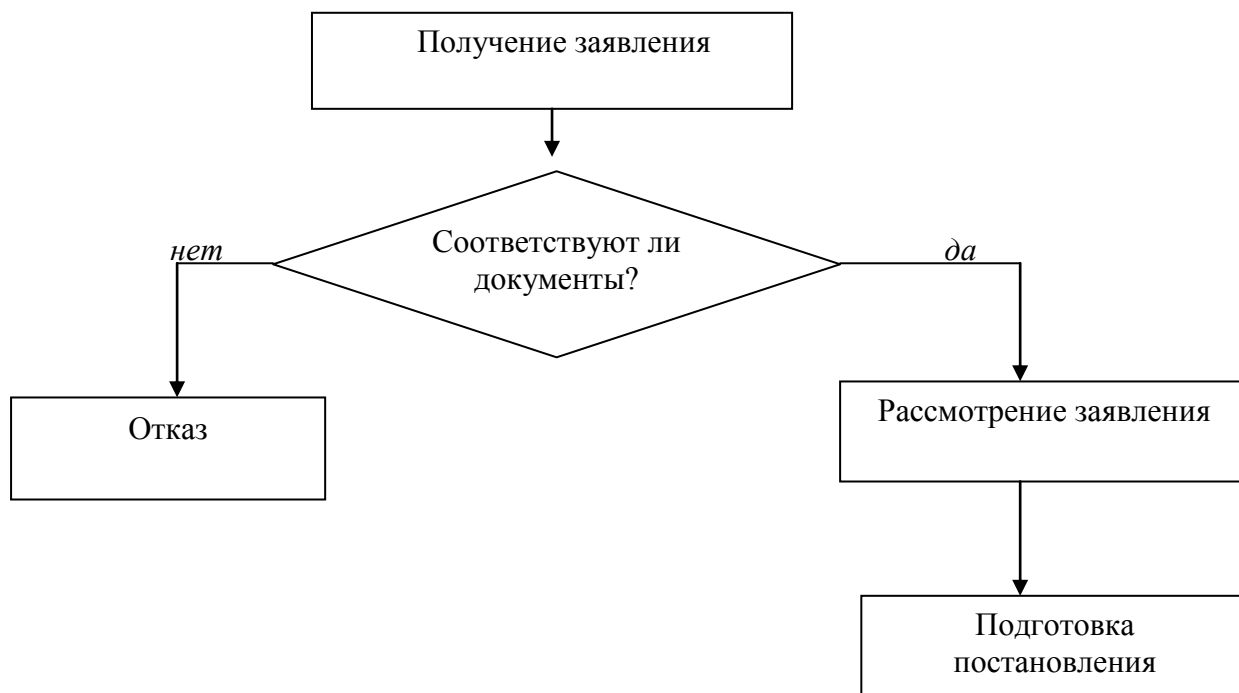 Получение заявления
Соответствуют ли
документы?
нет
да
Отказ
Рассмотрение заявления
Подготовка
постановления